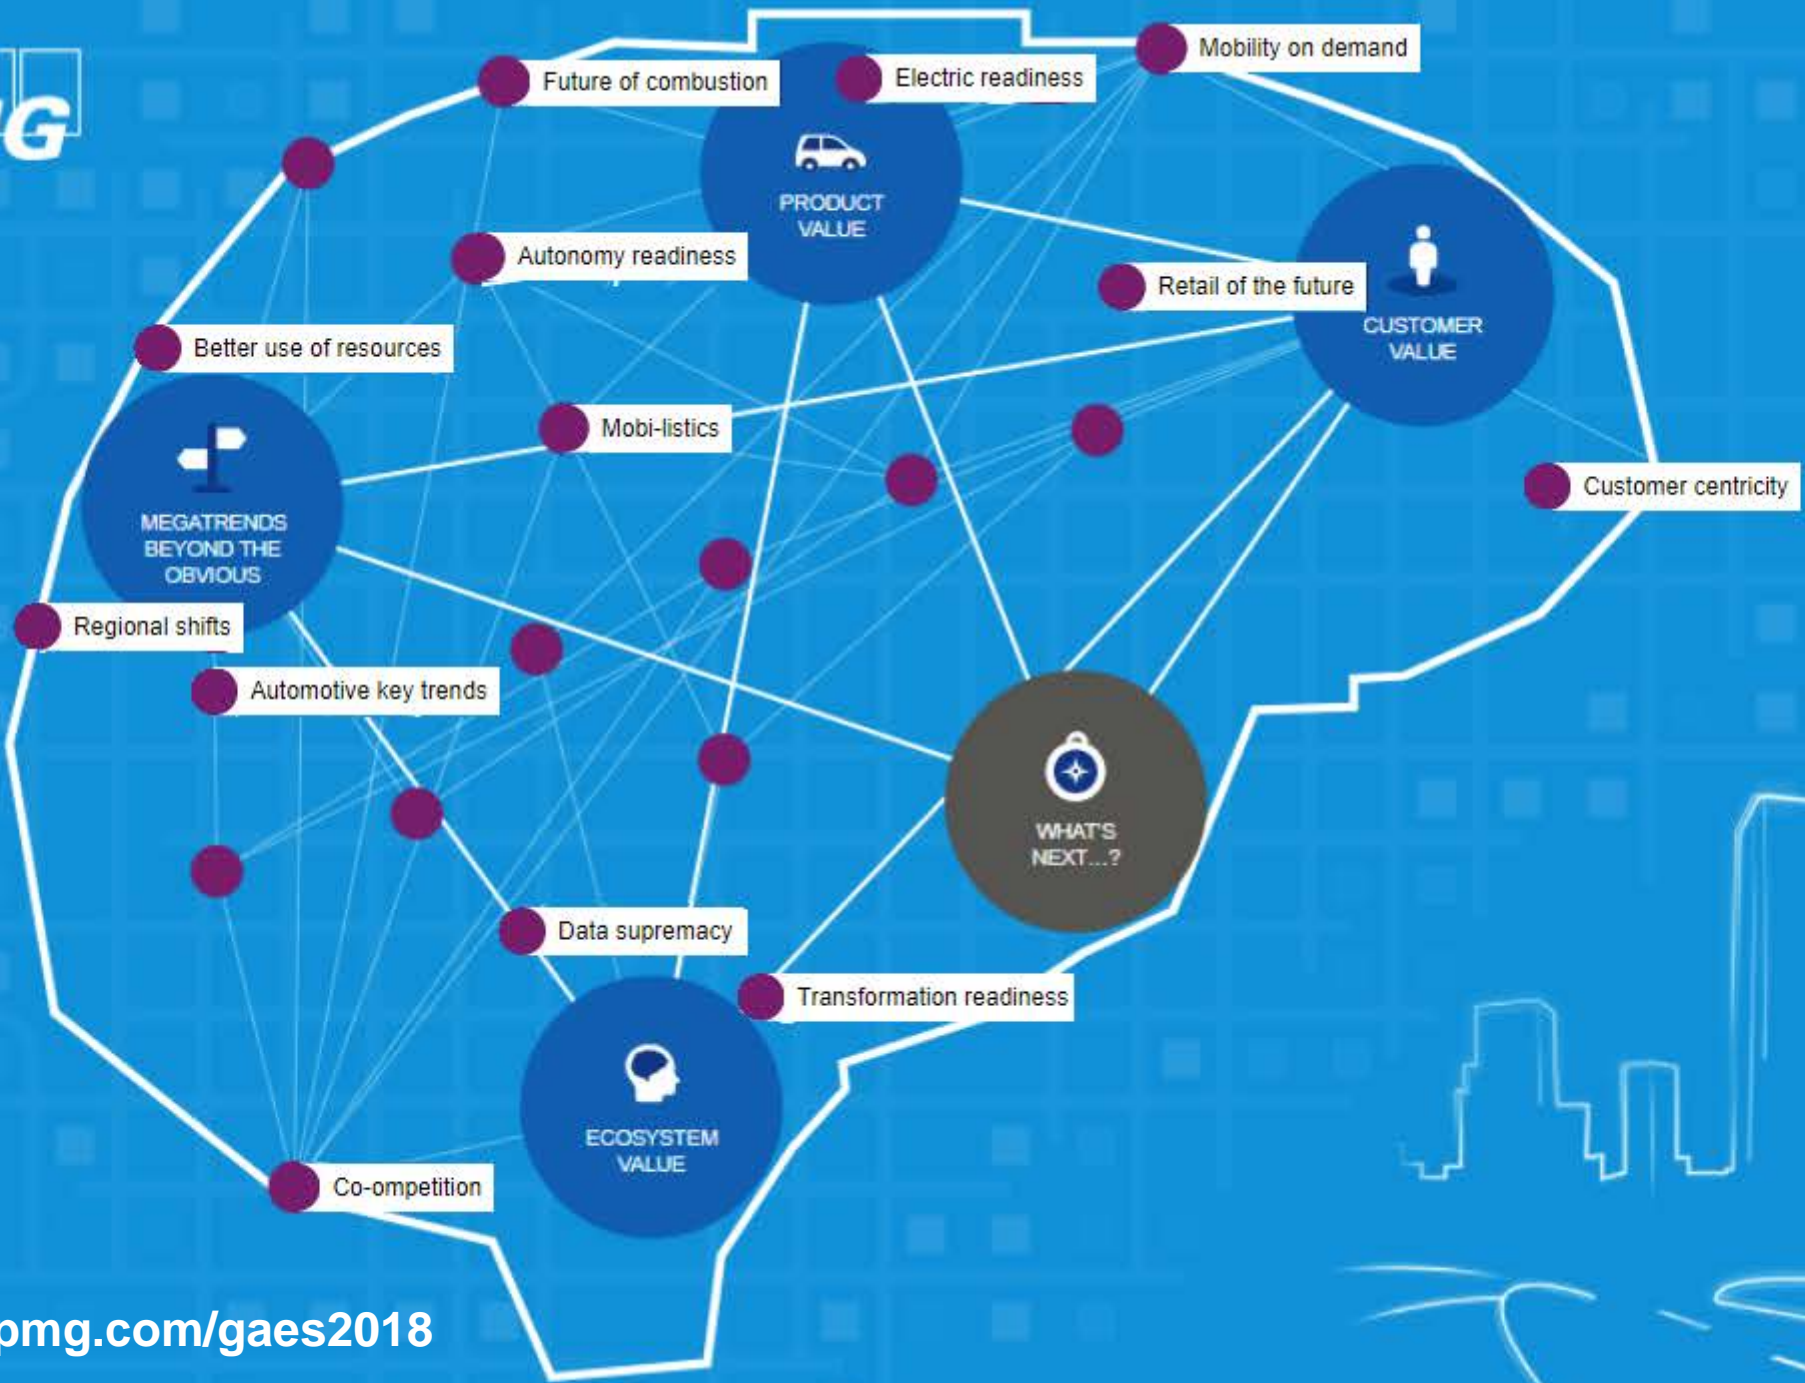 G
Mobility on demand
Future of combustion
Electric readiness
PRODUCT
VALUE
Autonomy readiness
Retail of the future
CUSTOMER
VALUE
Better use of resources
Mobi-listics
Customer centricity
MEGATRENDS
BEYOND THE
OBVIOUS
Regional shifts
Automotive key trends
WHAT'S
NEXT...?
Data supremacy
Transformation readiness
ECOSYSTEM
VALUE
Co-ompetition
pmg.com/gaes2018